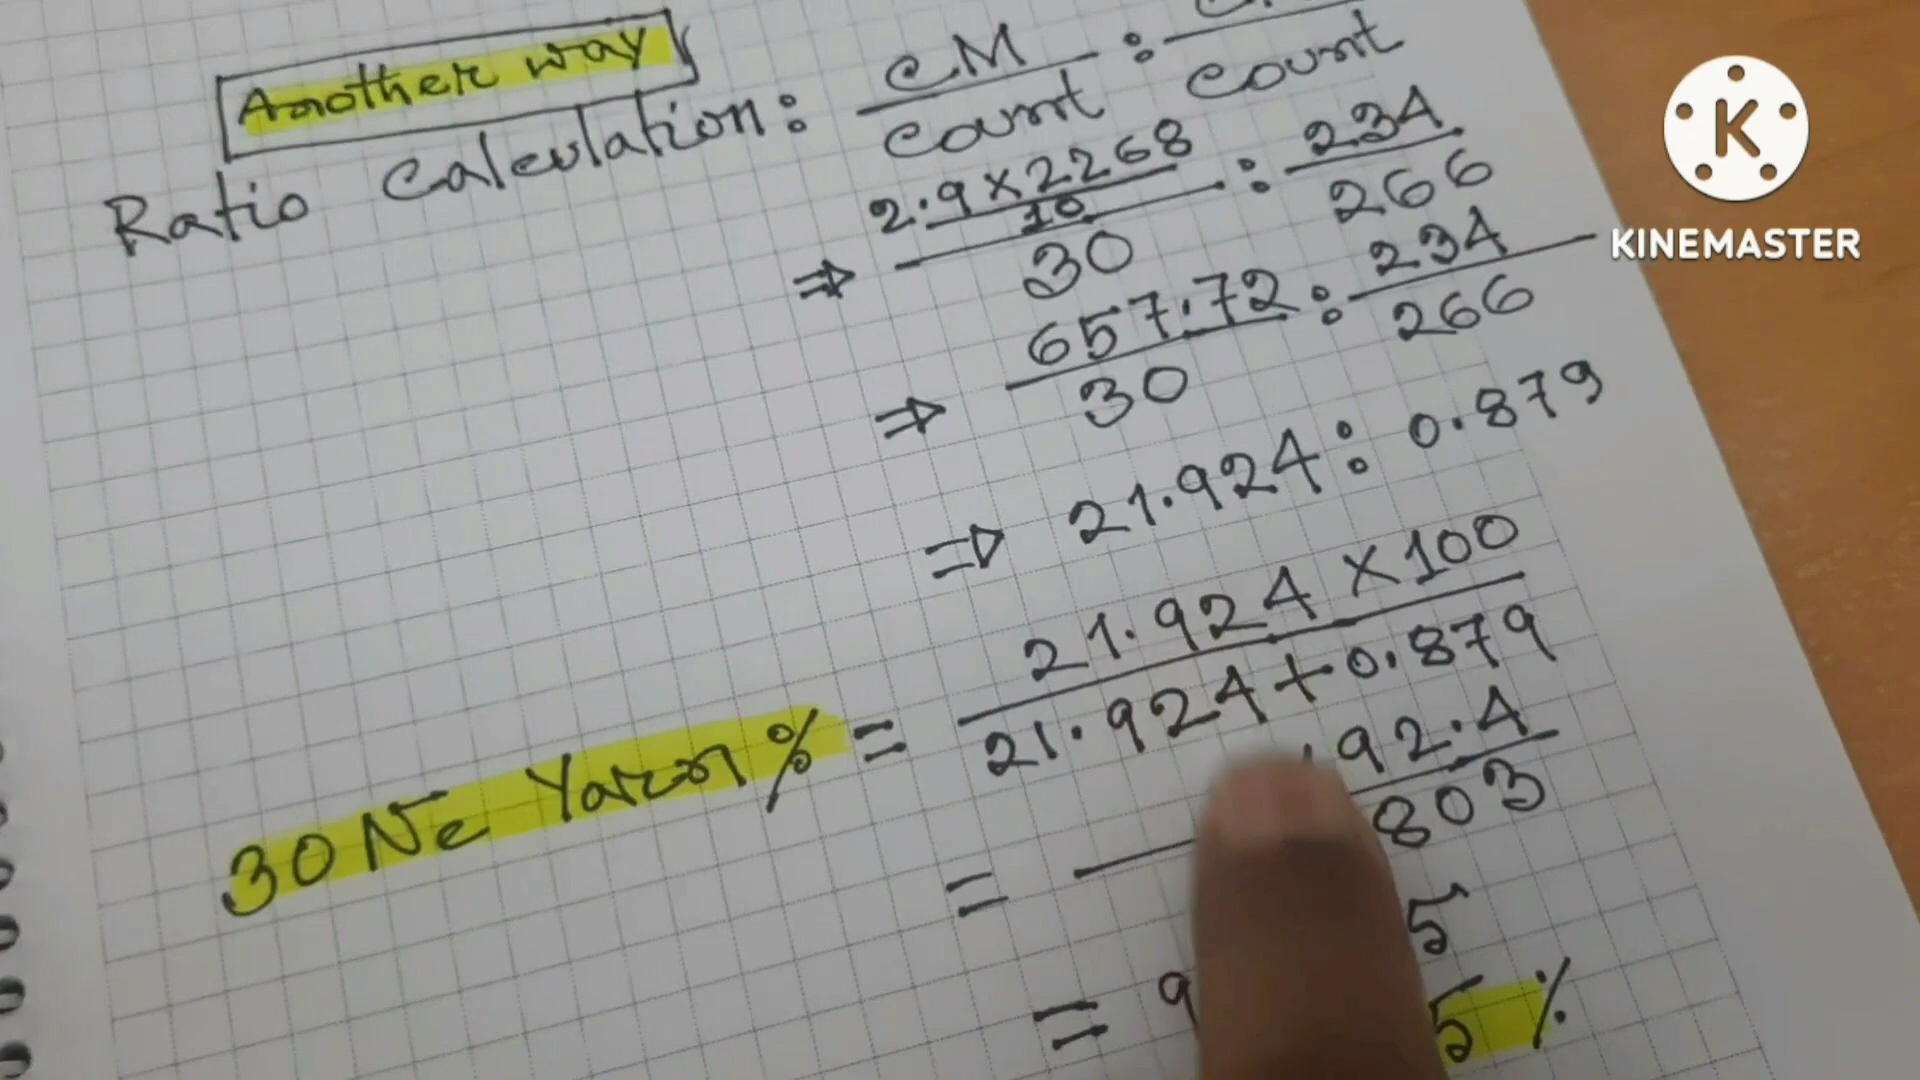 Another way
Ratio Calculation: CM/Count : /Count
⇒ 2.9×2268/10/30 : 234/266
⇒ 657.72/30 : 234/266
⇒ 21.924 : 0.879
30 Ne Yarn % = 21.924 × 100/21.924 + 0.879
= 92.4/803
= 9 5 %
K
KINEMASTER